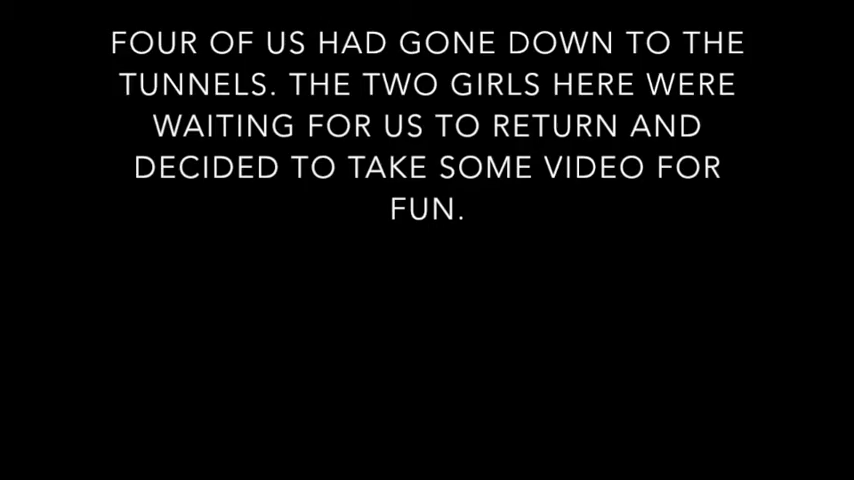 FOUR OF US HAD GONE DOWN TO THE
TUNNELS. THE TWO GIRLS HERE WERE
WAITING FOR US TO RETURN AND
DECIDED TO TAKE SOME VIDEO FOR
FUN.